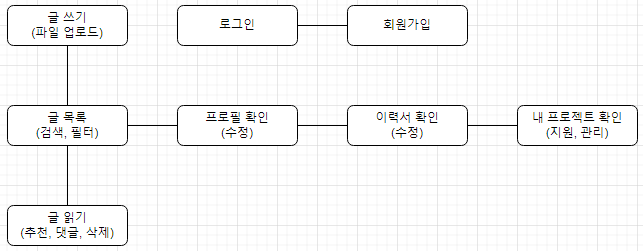 글 쓰기
(파일 업로드)
로그인
회원가입
글 목록
(검색, 필터)
프로필 확인
(수정)
이력서 확인
(수정)
내 프로젝트 확인
(지원, 관리)
글 읽기
(추천, 댓글, 삭제)